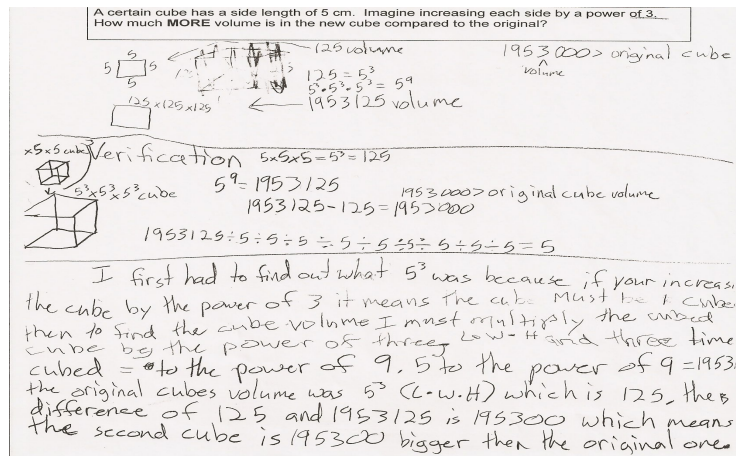 A certain cube has a side length of 5 cm. Imagine increasing each side by a power of 3.
How much MORE volume is in the new cube compared to the original?
5
5 5
5
125 volume
125 = 5³
5³·5³·5³ = 5⁹
1953125 volume
125 x 125 x 125
1953000> original cube
^
volume
x5x5 cube
Verification 5x5x5=5³=125
5³x5³x5³ cube
5⁹=1953125
1953125-125=1953000
1953000>original cube volume
1953125÷5÷5÷5÷5÷5÷5÷5÷5=5
I first had to find out what 5³ was because if your increasi
the cube by the power of 3 it means the cube Must be cubed
then to find the cube volume I must multiply the cubed
cube by the power of three L·W·H and three time
cubed = to the power of 9. 5 to the power of 9 = 1953
the original cubes volume was 5³ (L·W·H) which is 125, the
difference of 125 and 1953125 is 195300 which means
the second cube is 195300 bigger then the original one.